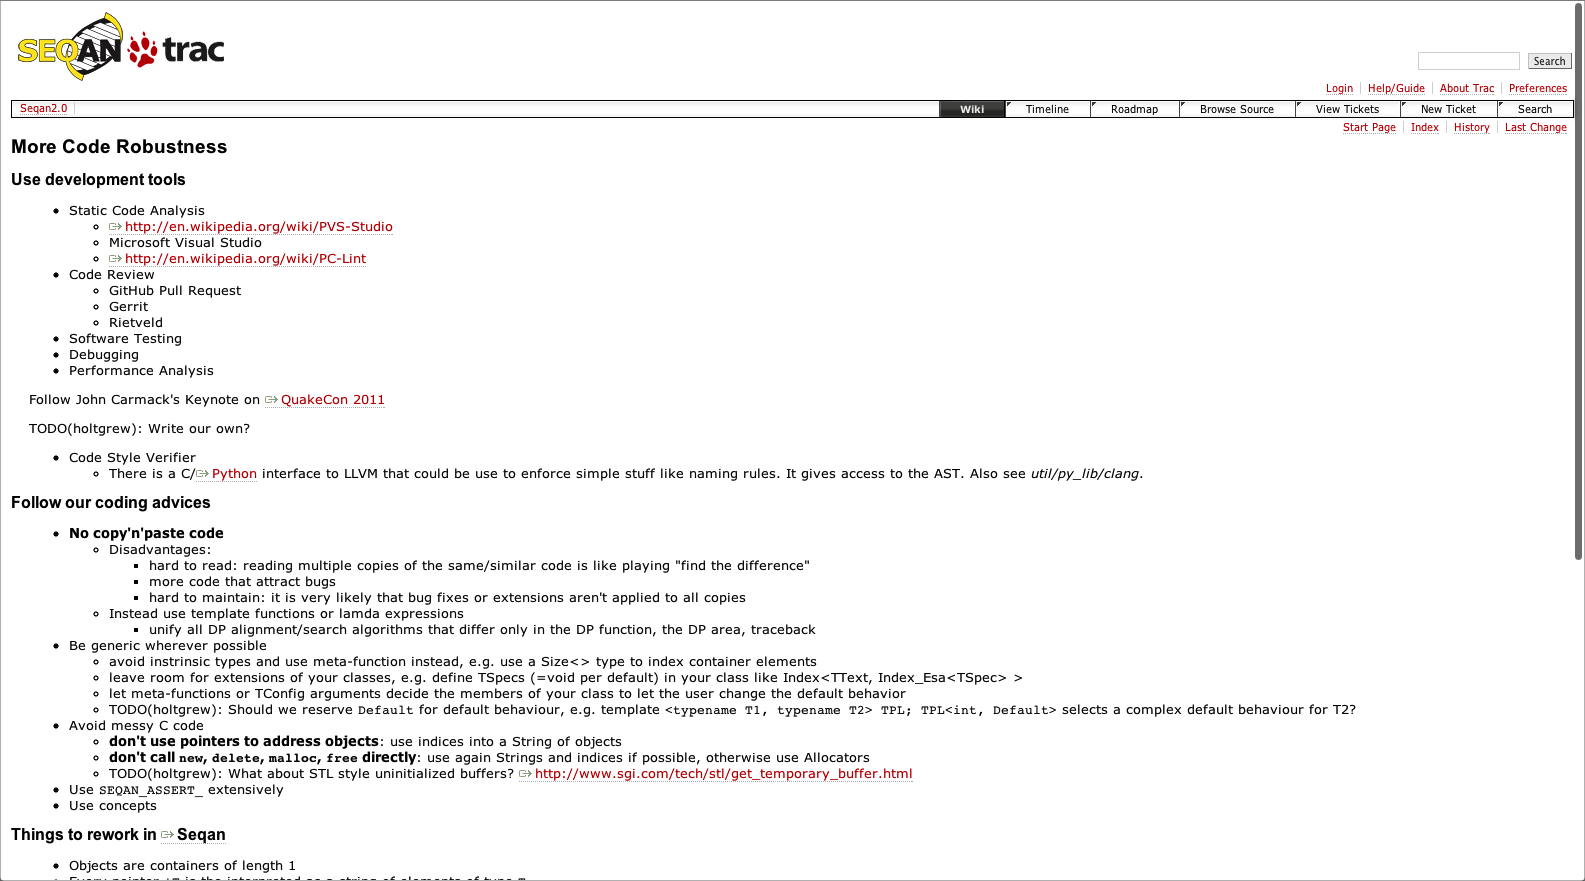 SEQAN trac
Search
Login Help/Guide About Trac Preferences
Seqan2.0 Wiki Timeline Roadmap Browse Source View Tickets New Ticket Search
Start Page Index History Last Change
More Code Robustness
Use development tools
Static Code Analysis
http://en.wikipedia.org/wiki/PVS-Studio
Microsoft Visual Studio
http://en.wikipedia.org/wiki/PC-Lint
Code Review
GitHub Pull Request
Gerrit
Rietveld
Software Testing
Debugging
Performance Analysis
Follow John Carmack's Keynote on QuakeCon 2011
TODO(holtgrew): Write our own?
Code Style Verifier
There is a C/Python interface to LLVM that could be use to enforce simple stuff like naming rules. It gives access to the AST. Also see util/py_lib/clang.
Follow our coding advices
No copy'n'paste code
Disadvantages:
hard to read: reading multiple copies of the same/similar code is like playing "find the difference"
more code that attract bugs
hard to maintain: it is very likely that bug fixes or extensions aren't applied to all copies
Instead use template functions or lamda expressions
unify all DP alignment/search algorithms that differ only in the DP function, the DP area, traceback
Be generic wherever possible
avoid instrinsic types and use meta-function instead, e.g. use a Size<> type to index container elements
leave room for extensions of your classes, e.g. define TSpecs (=void per default) in your class like Index<TText, Index_Esa<TSpec> >
let meta-functions or TConfig arguments decide the members of your class to let the user change the default behavior
TODO(holtgrew): Should we reserve Default for default behaviour, e.g. template <typename T1, typename T2> TPL; TPL<int, Default> selects a complex default behaviour for T2?
Avoid messy C code
don't use pointers to address objects: use indices into a String of objects
don't call new, delete, malloc, free directly: use again Strings and indices if possible, otherwise use Allocators
TODO(holtgrew): What about STL style uninitialized buffers? http://www.sgi.com/tech/stl/get_temporary_buffer.html
Use SEQAN_ASSERT_ extensively
Use concepts
Things to rework in Seqan
Objects are containers of length 1
Every pointer *T is the interpreted as a string of elements of type T